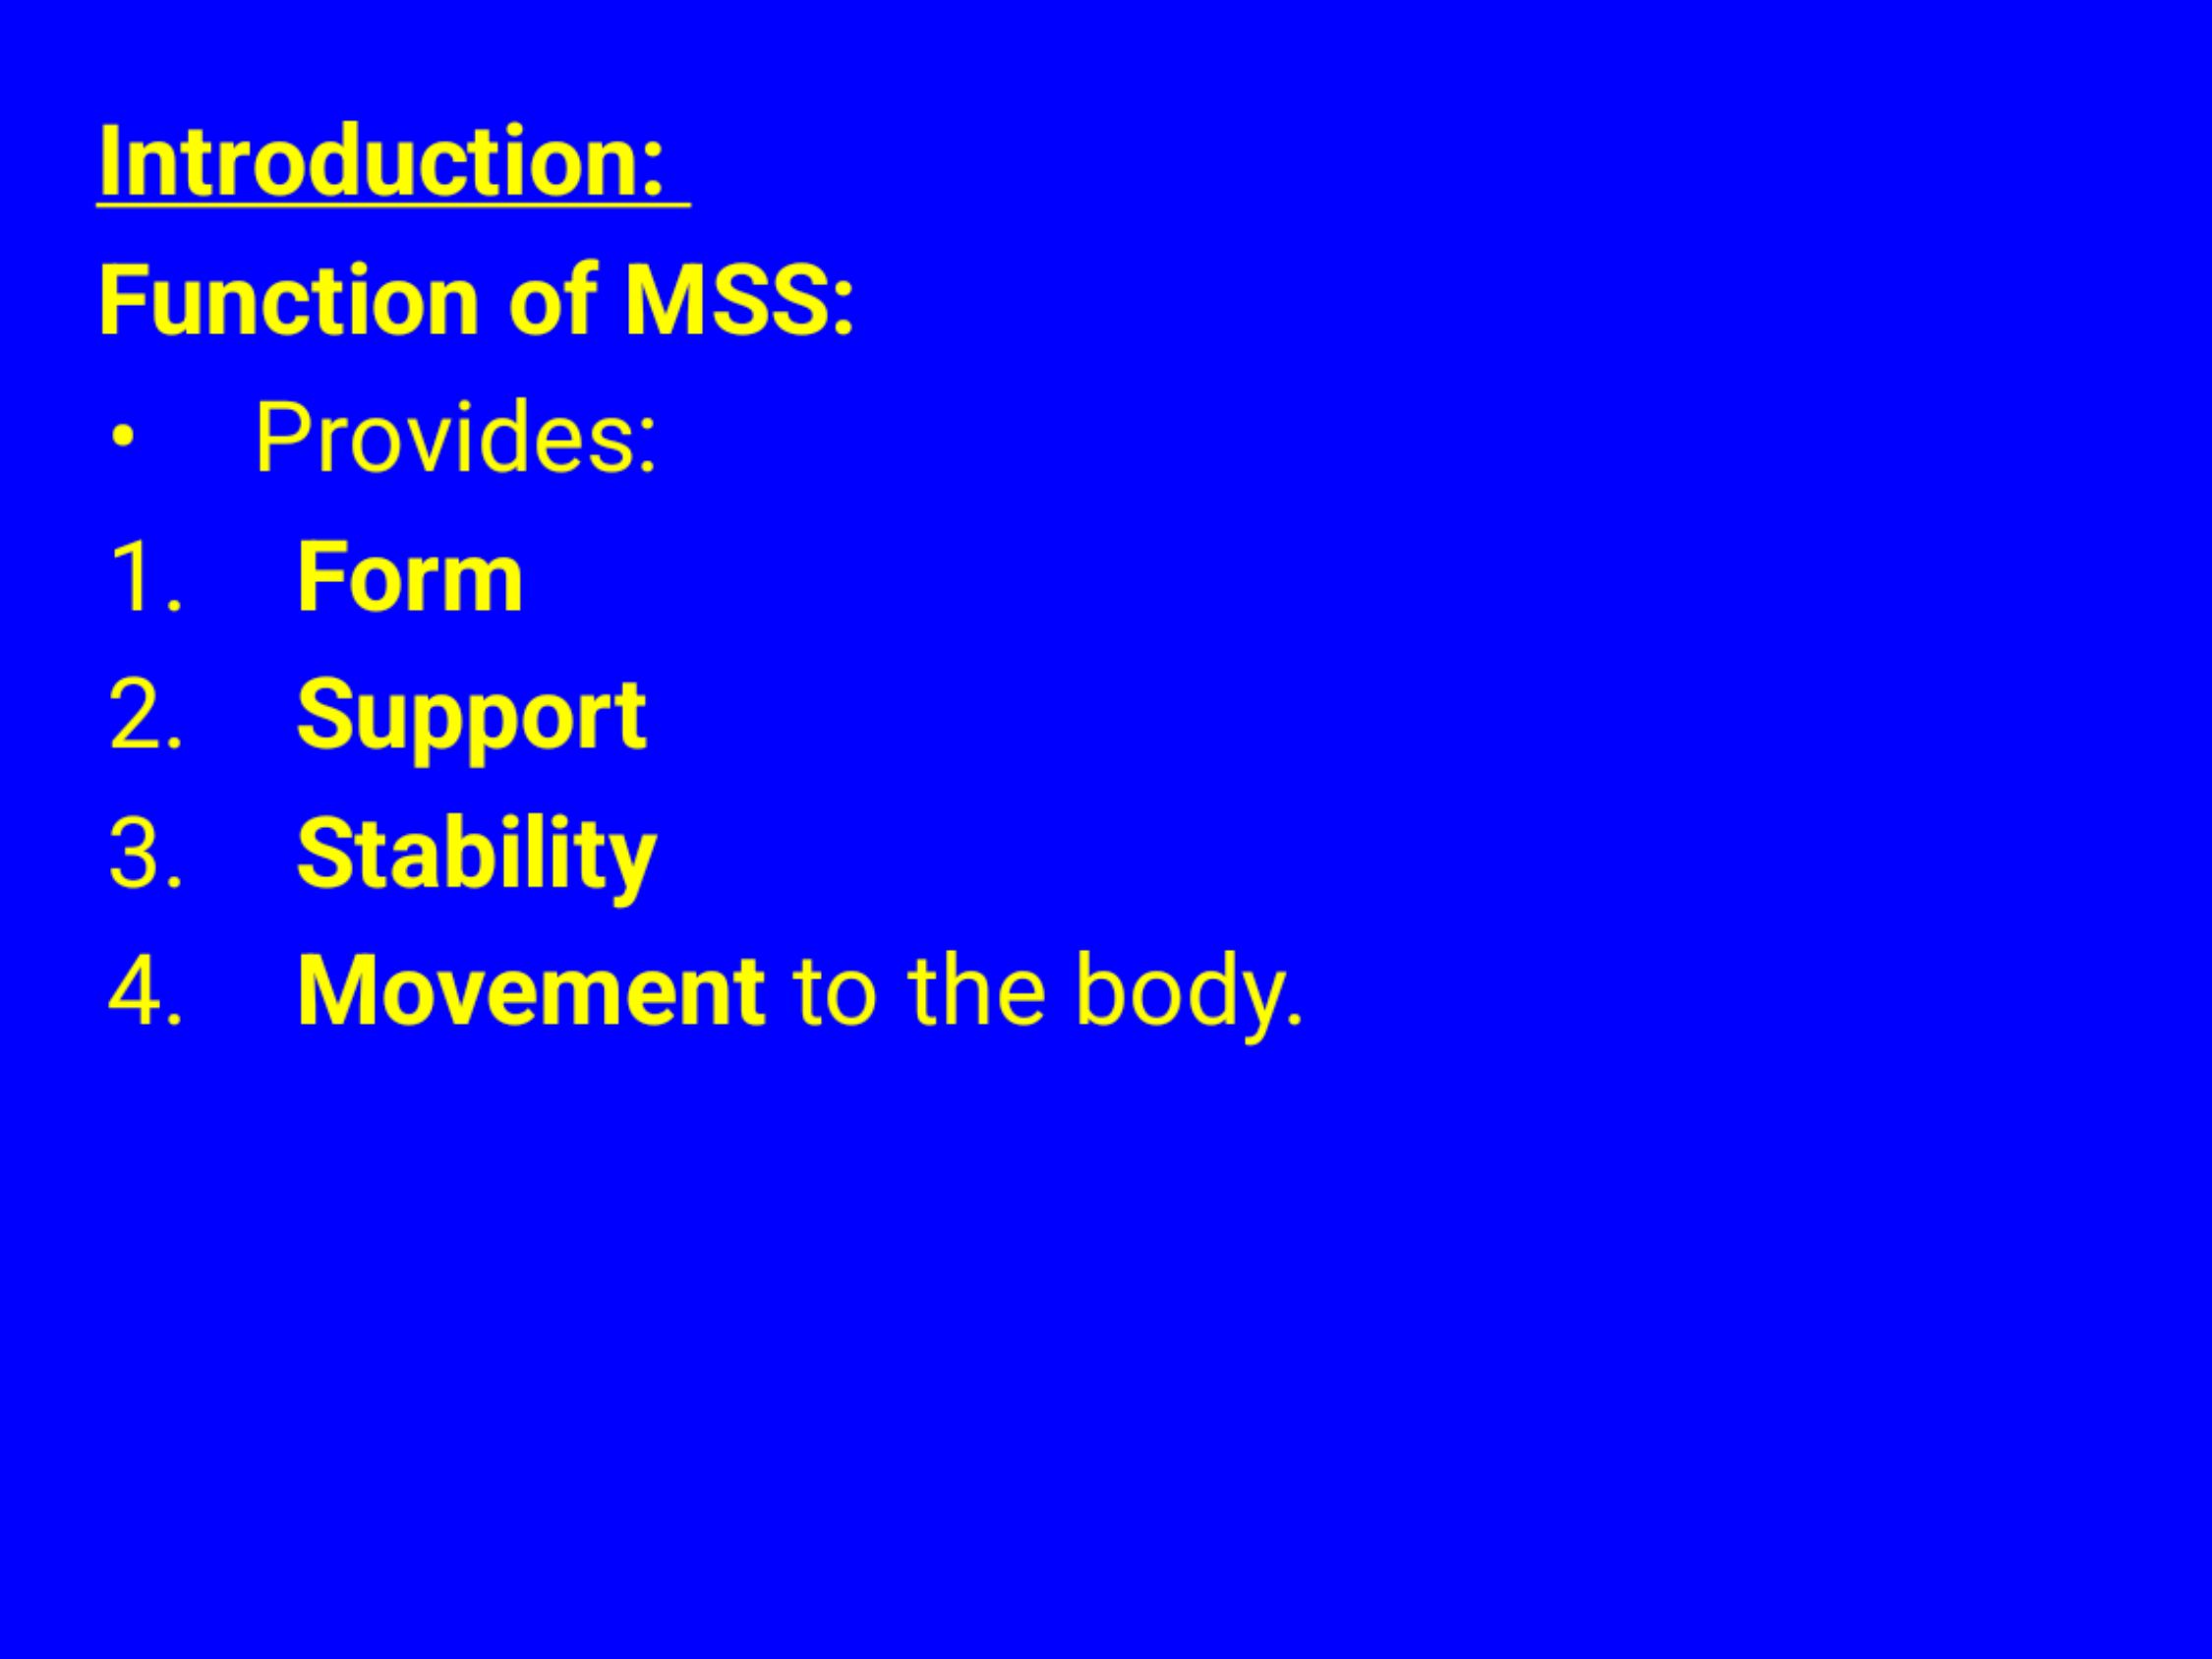 Introduction:
Function of MSS:
• Provides:
1. Form
2. Support
3. Stability
4. Movement to the body.